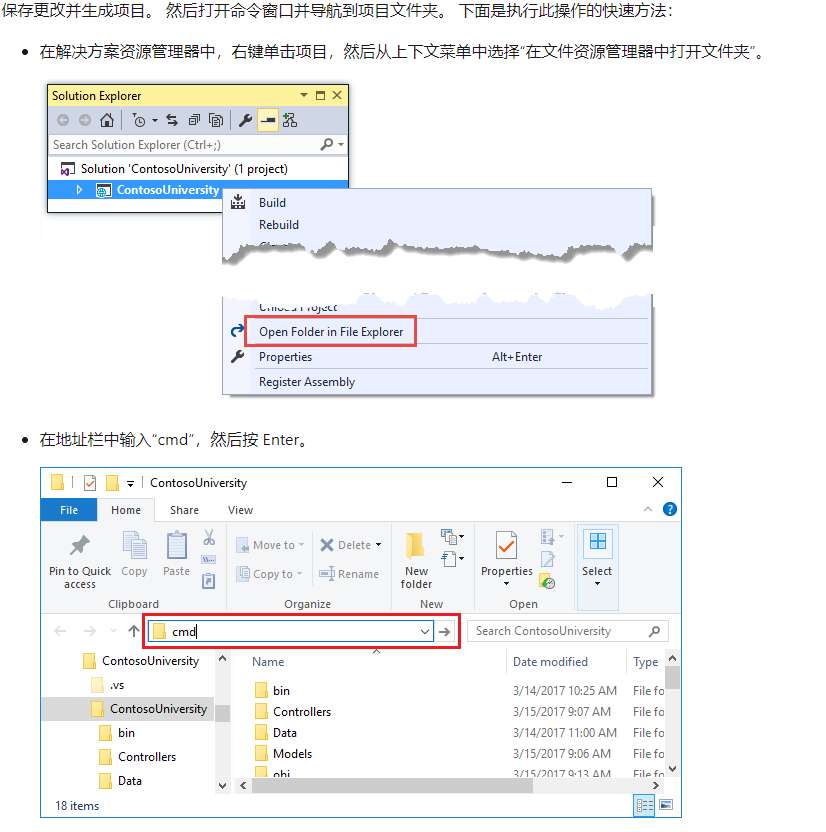 保存更改并生成项目。 然后打开命令窗口并导航到项目文件夹。 下面是执行此操作的快速方法：
在解决方案资源管理器中，右键单击项目，然后从上下文菜单中选择“在文件资源管理器中打开文件夹”。
Solution Explorer
Search Solution Explorer (Ctrl+;)
Solution 'ContosoUniversity' (1 project)
ContosoUniversity
Build
Rebuild
Unload Project
Open Folder in File Explorer
Properties Alt+Enter
Register Assembly
在地址栏中输入“cmd”，然后按 Enter。
ContosoUniversity
File Home Share View
Pin to Quick access
Copy
Paste
Move to
Copy to
Delete
Rename
New folder
Properties
Select
Clipboard Organize New Open
cmd
Search ContosoUniversity
ContosoUniversity
.vs
ContosoUniversity
bin
Controllers
Data
Name Date modified Type
bin 3/14/2017 10:25 AM File fo
Controllers 3/15/2017 9:07 AM File fo
Data 3/14/2017 11:00 AM File fo
Models 3/15/2017 9:06 AM File fo
obj 3/15/2017 9:13 AM File fo
18 items